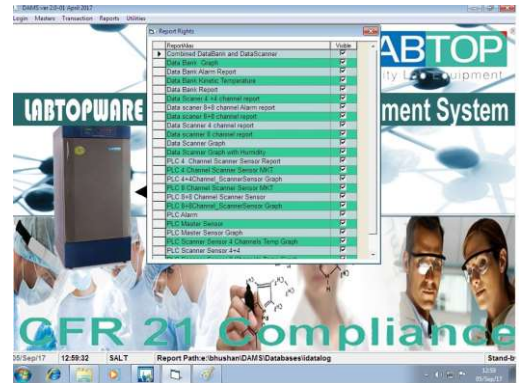 DAMS ver 2.0-01 April 2017
Login Masters Transaction Reports Utilities
Report Rights
ReportAlias Visible
Combined DataBank and DataScanner
Data Bank Graph
Data Bank Alarm Report
Data Bank Kinetic Temperature
Data Bank Report
Data Scaner 4 +4 channel report
Data scaner 8+8 channel Alarm report
Data scaner 8+8 channel report
Data Scanner 4 channel report
Data scanner 8 channel report
Data Scanner Graph
Data Scanner Graph with Humidity
PLC 4 Channel Scanner Sensor Report
PLC 4 Channel Scanner Sensor MKT
PLC 4+4Channel_ScannerSensor Graph
PLC 8 Channel Scanner Sensor MKT
PLC 8+8 Channel Scanner Sensor
PLC 8+8Channel_ScannerSensor Graph
PLC Alarm
PLC Master Sensor
PLC Master Sensor Graph
PLC Scanner Sensor 4 Channels Temp Graph
PLC Scanner Sensor 4+4
ABTOP
ity Lab Equipment
LABTOPWARE
ment System
CFR 21 Compliance
05/Sep/17 12:59:32 SALT Report Path:e:\bhushan\DAMS\Databases\idatalog Stand-b
12:59
05/Sep/17